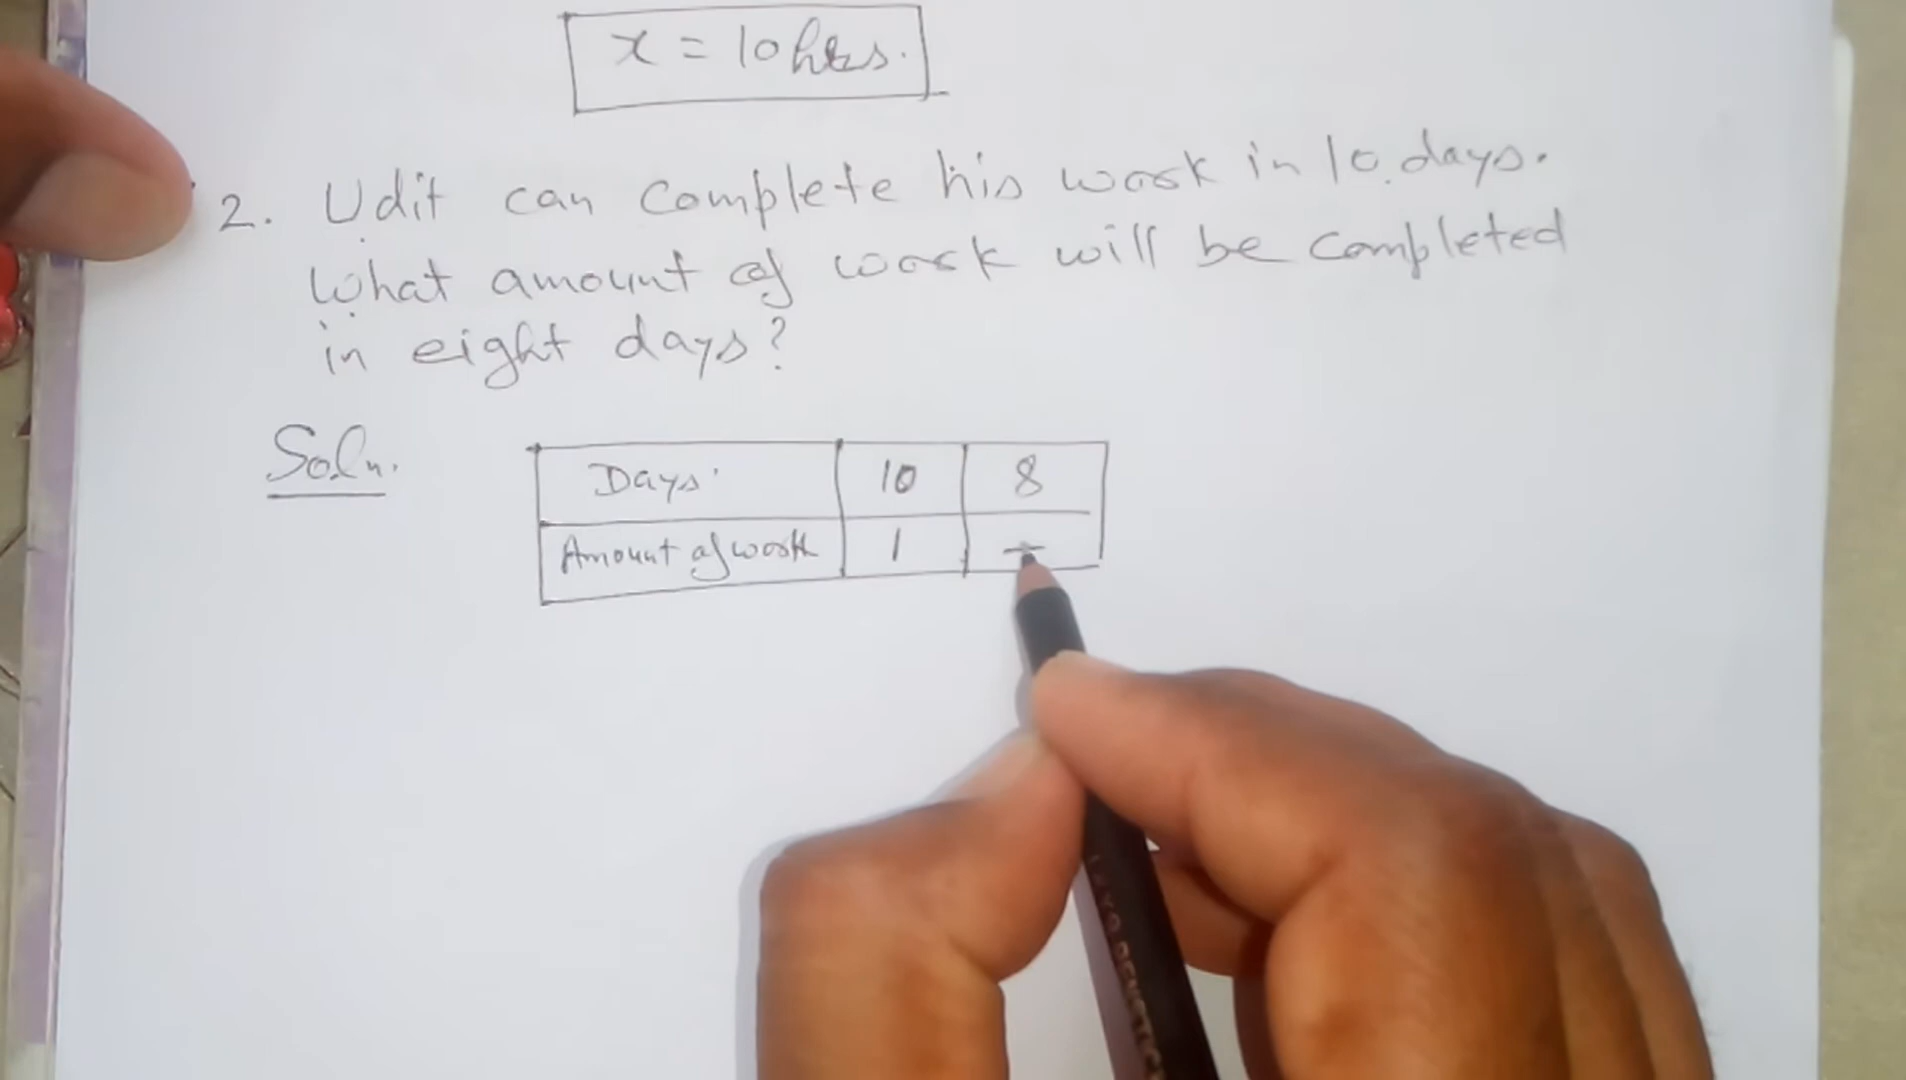 x = 10 hrs.
2. Udit can complete his work in 10 days.
What amount of work will be completed
in eight days?
Soln.
Days 10 8
Amount of work 1